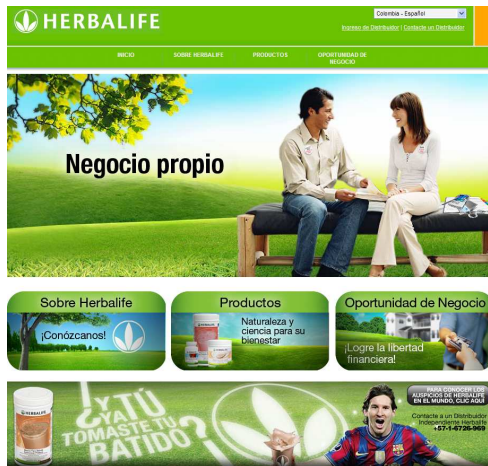 HERBALIFE
Colombia - Español
Ingreso de Distribuidor | Contacte un Distribuidor
INICIO
SOBRE HERBALIFE
PRODUCTOS
OPORTUNIDAD DE
NEGOCIO
Negocio propio
Sobre Herbalife
¡Conózcanos!
Productos
Naturaleza y
ciencia para su
bienestar
Oportunidad de Negocio
¡Logre la libertad
financiera!
HERBALIFE
¿Y TÚ
YA
TOMASTE
BATIDO
PARA CONOCER LOS
AUSPICIOS DE HERBALIFE
EN EL MUNDO, CLIC AQUÍ
Contacte a un Distribuidor
Independiente Herbalife
+57-1-6726-969